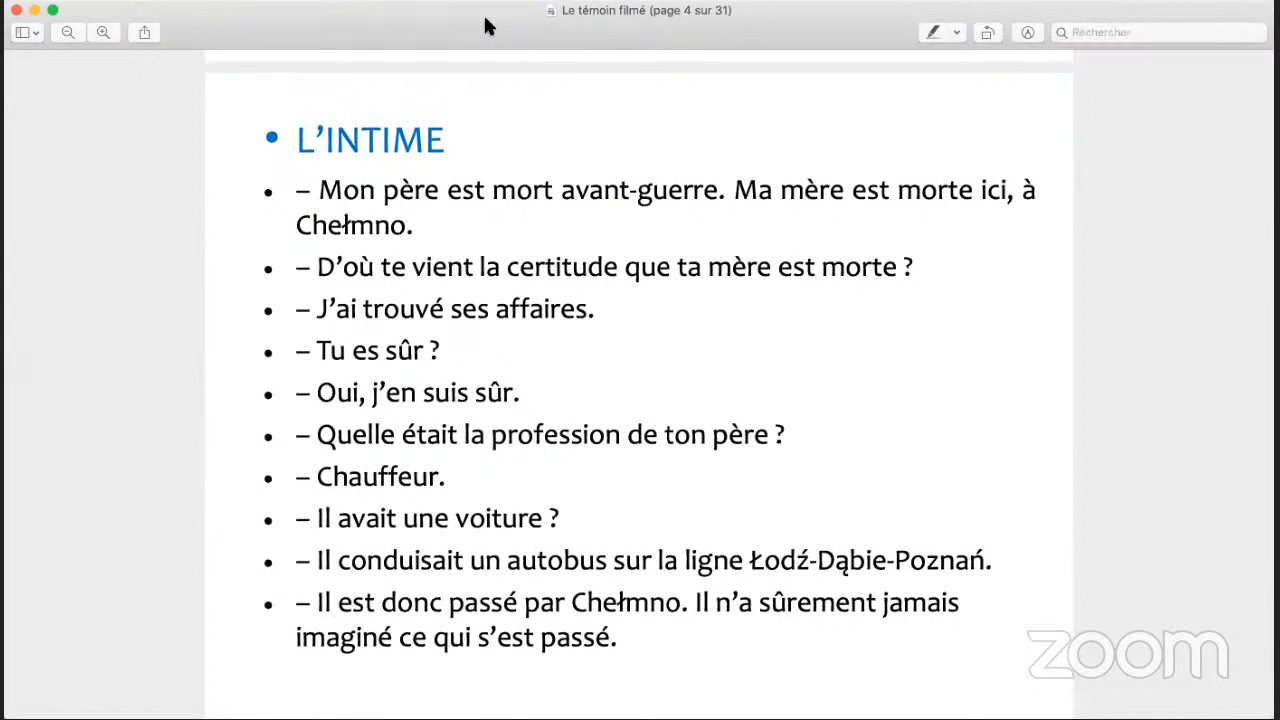 Le témoin filmé (page 4 sur 31)
Rechercher
• L’INTIME
• – Mon père est mort avant-guerre. Ma mère est morte ici, à
Chełmno.
• – D’où te vient la certitude que ta mère est morte ?
• – J’ai trouvé ses affaires.
• – Tu es sûr ?
• – Oui, j’en suis sûr.
• – Quelle était la profession de ton père ?
• – Chauffeur.
• – Il avait une voiture ?
• – Il conduisait un autobus sur la ligne Łodź-Dąbie-Poznań.
• – Il est donc passé par Chełmno. Il n’a sûrement jamais
imaginé ce qui s’est passé.
zoom